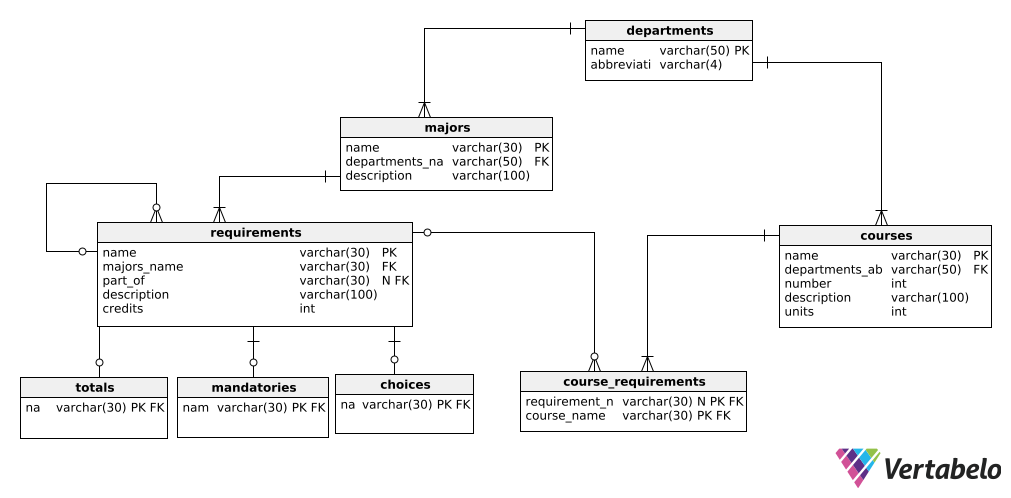 departments
name varchar(50) PK
abbreviati varchar(4)
majors
name varchar(30) PK
departments_na varchar(50) FK
description varchar(100)
requirements
name varchar(30) PK
majors_name varchar(30) FK
part_of varchar(30) N FK
description varchar(100)
credits int
courses
name varchar(30) PK
departments_ab varchar(50) FK
number int
description varchar(100)
units int
totals
na varchar(30) PK FK
mandatories
nam varchar(30) PK FK
choices
na varchar(30) PK FK
course_requirements
requirement_n varchar(30) N PK FK
course_name varchar(30) PK FK
Vertabelo